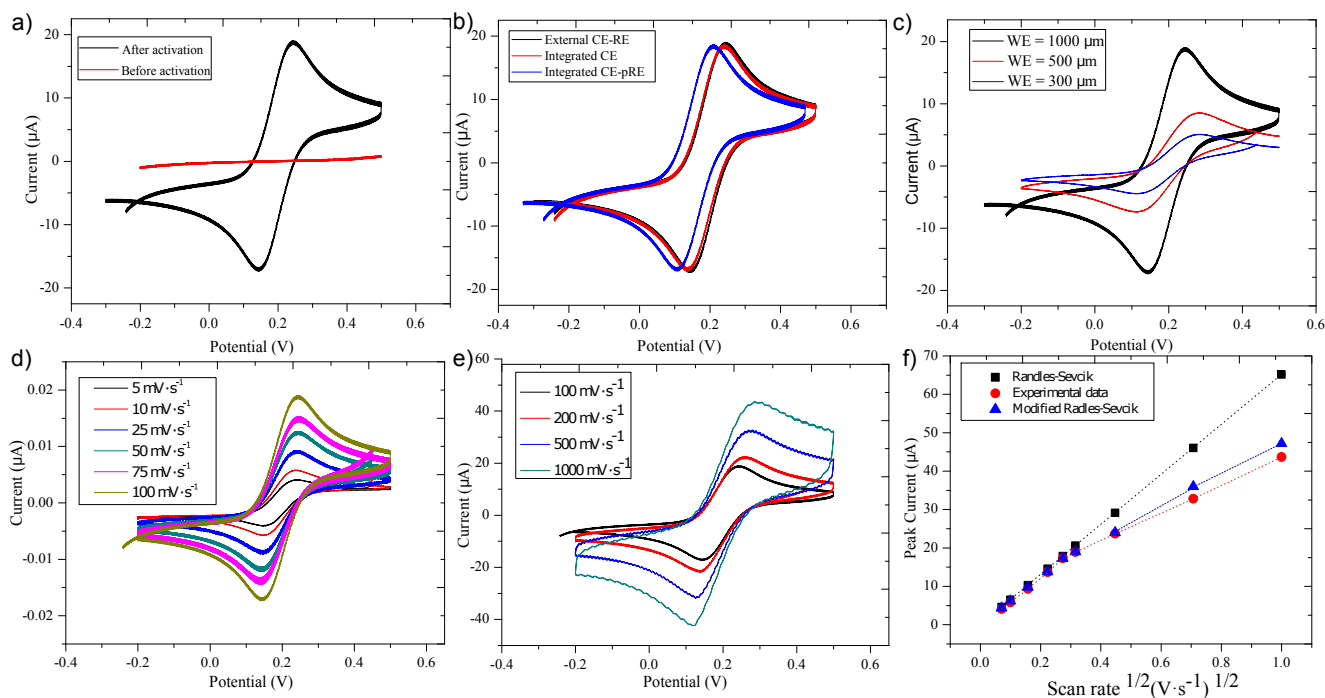 a)
After activation
Before activation
20
10
0
-10
-20
Current (µA)
-0.4
-0.2
0.0
0.2
0.4
0.6
Potential (V)
b)
External CE-RE
Integrated CE
Integrated CE-pRE
20
10
0
-10
-20
Current (µA)
-0.4
-0.2
0.0
0.2
0.4
0.6
Potential (V)
c)
WE = 1000 µm
WE = 500 µm
WE = 300 µm
20
10
0
-10
-20
Current (µA)
-0.4
-0.2
0.0
0.2
0.4
0.6
Potential (V)
d)
5 mV·s⁻¹
10 mV·s⁻¹
25 mV·s⁻¹
50 mV·s⁻¹
75 mV·s⁻¹
100 mV·s⁻¹
0.02
0.01
0.00
-0.01
-0.02
Current (µA)
-0.4
-0.2
0.0
0.2
0.4
0.6
Potential (V)
e)
100 mV·s⁻¹
200 mV·s⁻¹
500 mV·s⁻¹
1000 mV·s⁻¹
60
40
20
0
-20
-40
Current (µA)
-0.4
-0.2
0.0
0.2
0.4
0.6
Potential (V)
f)
Randles-Sevcik
Experimental data
Modified Radles-Sevcik
70
65
60
55
50
45
40
35
30
25
20
15
10
5
0
Peak Current (µA)
0.0
0.2
0.4
0.6
0.8
1.0
Scan rate ^1/2 (V·s⁻¹) ^1/2